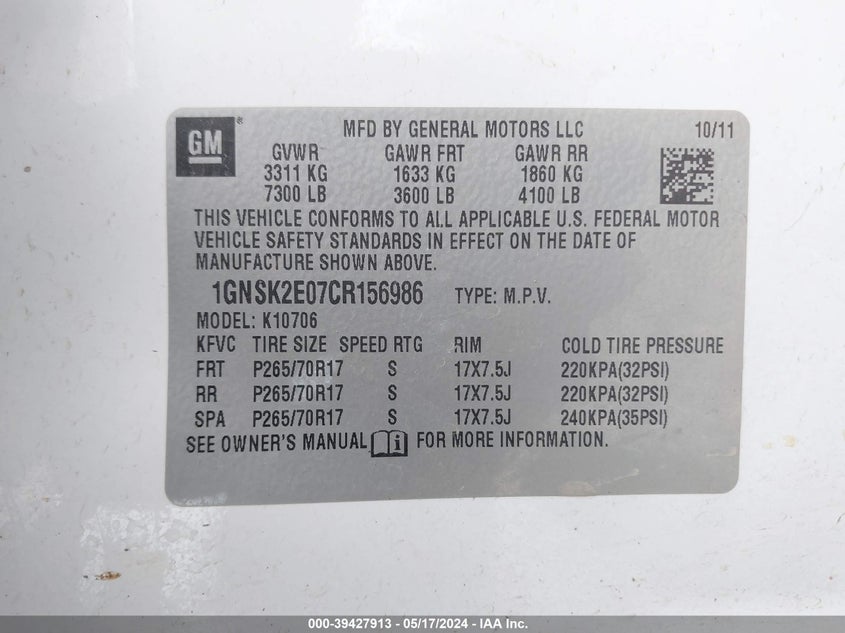 GM® MFD BY GENERAL MOTORS LLC 10/11
GVWR GAWR FRT GAWR RR
3311 KG 1633 KG 1860 KG
7300 LB 3600 LB 4100 LB
THIS VEHICLE CONFORMS TO ALL APPLICABLE U.S. FEDERAL MOTOR
VEHICLE SAFETY STANDARDS IN EFFECT ON THE DATE OF
MANUFACTURE SHOWN ABOVE.
1GNSK2E07CR156986 TYPE: M.P.V.
MODEL: K10706
KFVC TIRE SIZE SPEED RTG RIM COLD TIRE PRESSURE
FRT P265/70R17 S 17X7.5J 220KPA(32PSI)
RR P265/70R17 S 17X7.5J 220KPA(32PSI)
SPA P265/70R17 S 17X7.5J 240KPA(35PSI)
SEE OWNER'S MANUAL i FOR MORE INFORMATION.
000-39427913 - 05/17/2024 - IAA Inc.